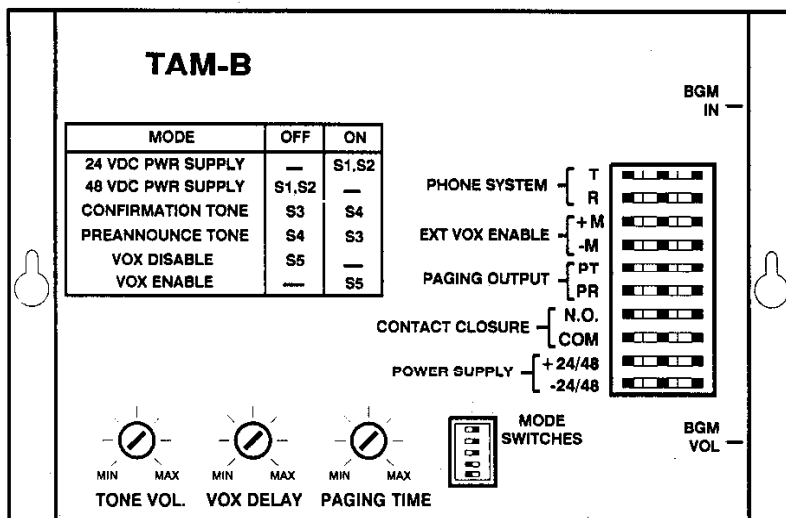 TAM-B
BGM
IN
MODE OFF ON
24 VDC PWR SUPPLY — S1,S2
48 VDC PWR SUPPLY S1,S2 —
CONFIRMATION TONE S3 S4
PREANNOUNCE TONE S4 S3
VOX DISABLE S5 —
VOX ENABLE — S5
PHONE SYSTEM T
R
EXT VOX ENABLE +M
-M
PAGING OUTPUT PT
PR
CONTACT CLOSURE N.O.
COM
POWER SUPPLY +24/48
-24/48
MODE
SWITCHES
BGM
VOL
MIN MAX MIN MAX MIN MAX
TONE VOL. VOX DELAY PAGING TIME